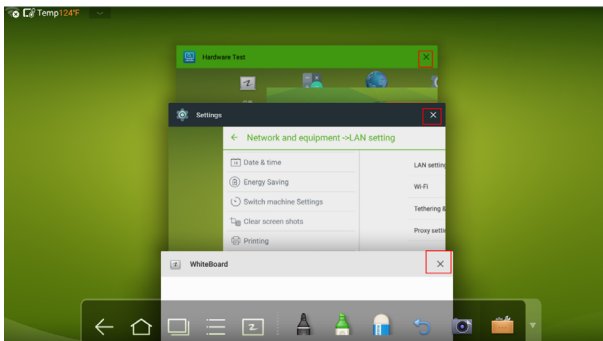 Temp124°F
Hardware Test
Settings
← Network and equipment ->LAN setting
Date & time
LAN setting
Energy Saving
Wi-Fi
Switch machine Settings
Tethering &
Clear screen shots
Proxy settin
Printing
WhiteBoard